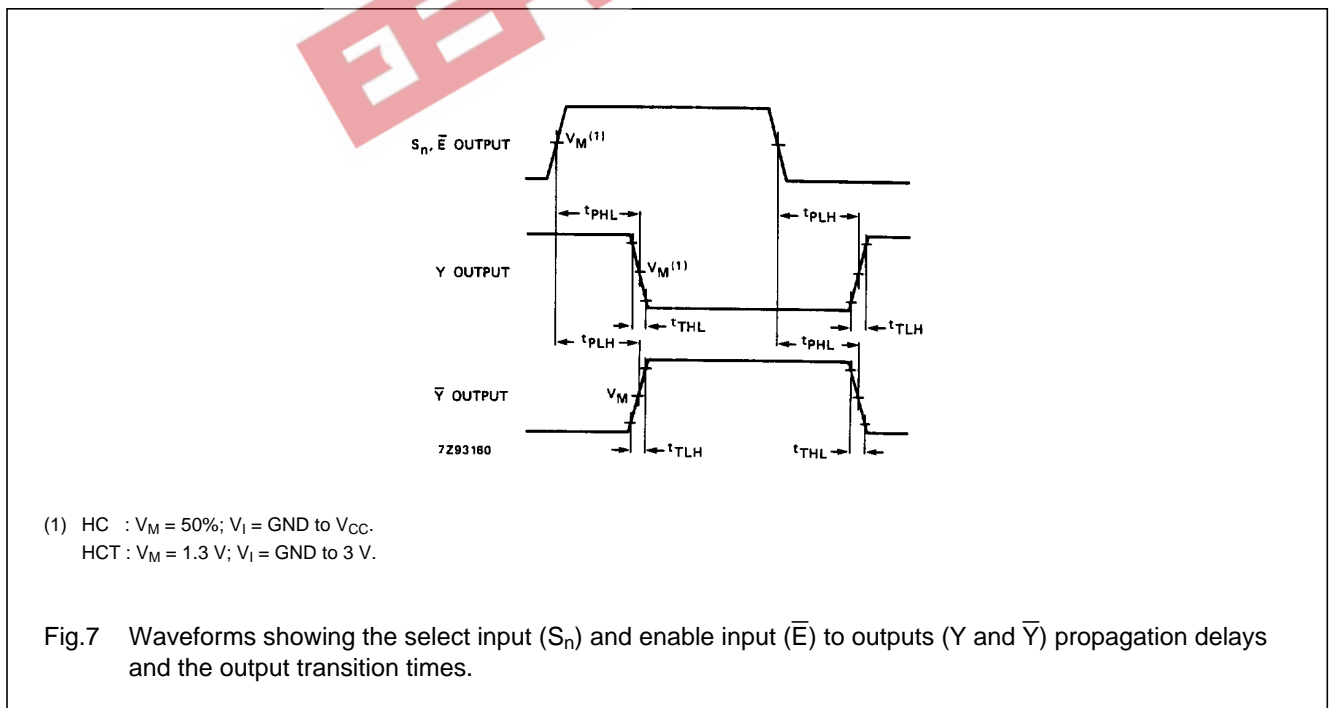 S̅n, E̅ OUTPUT
VM(1)
tPHL
tPLH
Y OUTPUT
VM(1)
tTHL
tTLH
tPLH
tPHL
Y̅ OUTPUT
VM
7Z93160
tTLH
tTHL
(1) HC : VM = 50%; VI = GND to VCC.
HCT : VM = 1.3 V; VI = GND to 3 V.
Fig.7 Waveforms showing the select input (Sn) and enable input (E̅) to outputs (Y and Y̅) propagation delays
and the output transition times.